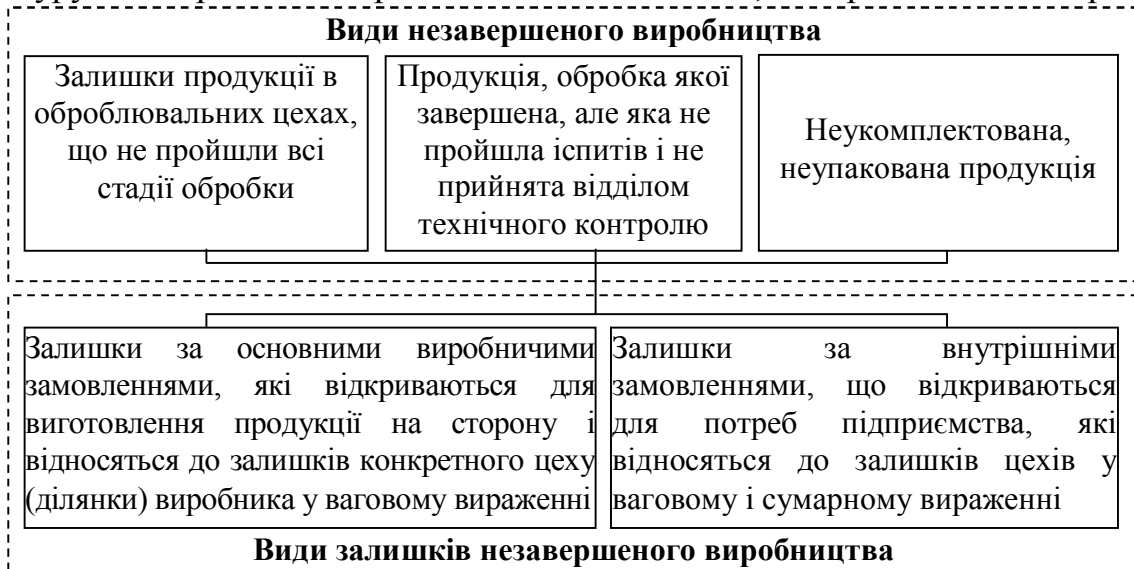 Види незавершеного виробництва
Залишки продукції в
оброблювальних цехах,
що не пройшли всі
стадії обробки
Продукція, обробка якої
завершена, але яка не
пройшла іспитів і не
прийнята відділом
технічного контролю
Неукомплектована,
неупакована продукція
Залишки за основними виробничими
замовленнями, які відкриваються для
виготовлення продукції на сторону і
відносяться до залишків конкретного цеху
(ділянки) виробника у ваговому вираженні
Залишки за внутрішніми
замовленнями, що відкриваються
для потреб підприємства, які
відносяться до залишків цехів у
ваговому і сумарному вираженні
Види залишків незавершеного виробництва